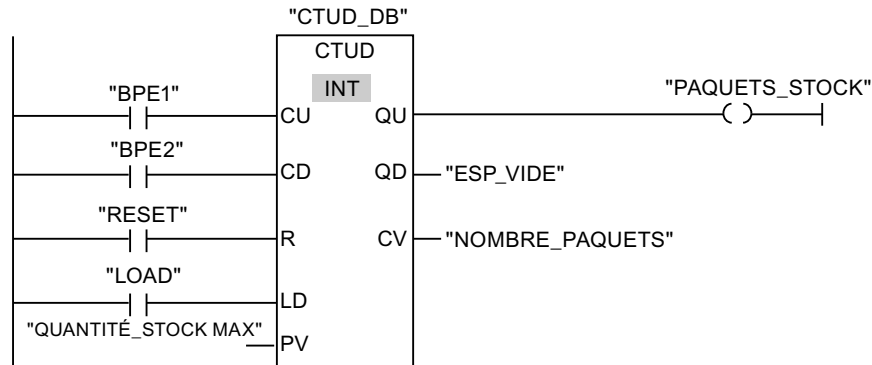 "CTUD_DB"
CTUD
INT
"BPE1"
"PAQUETS_STOCK"
CU QU
"BPE2"
CD QD "ESP_VIDE"
"RESET"
R CV "NOMBRE_PAQUETS"
"LOAD"
LD
"QUANTITÉ_STOCK MAX"
PV